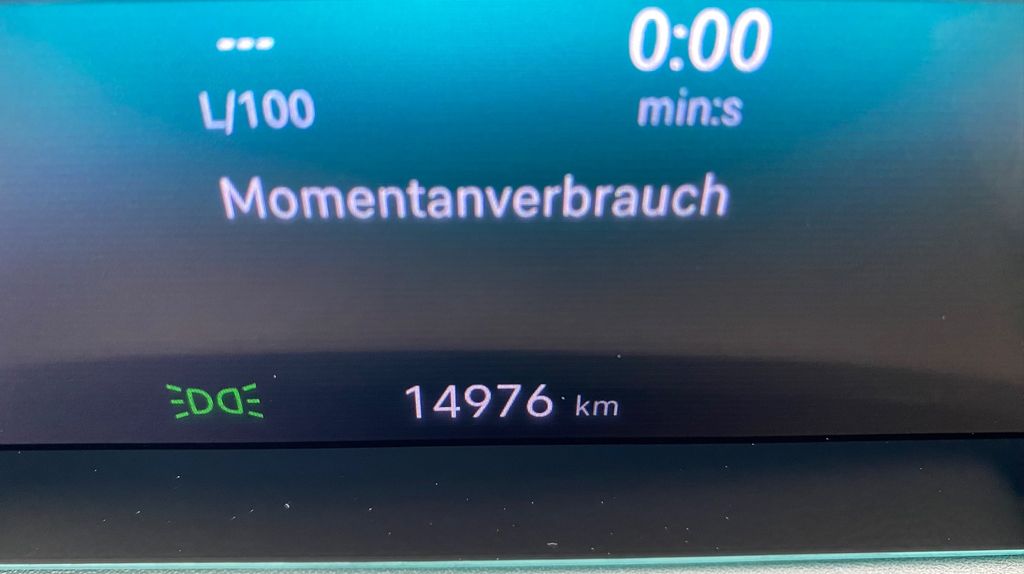 --- 0:00
L/100 min:s
Momentanverbrauch
14976 km